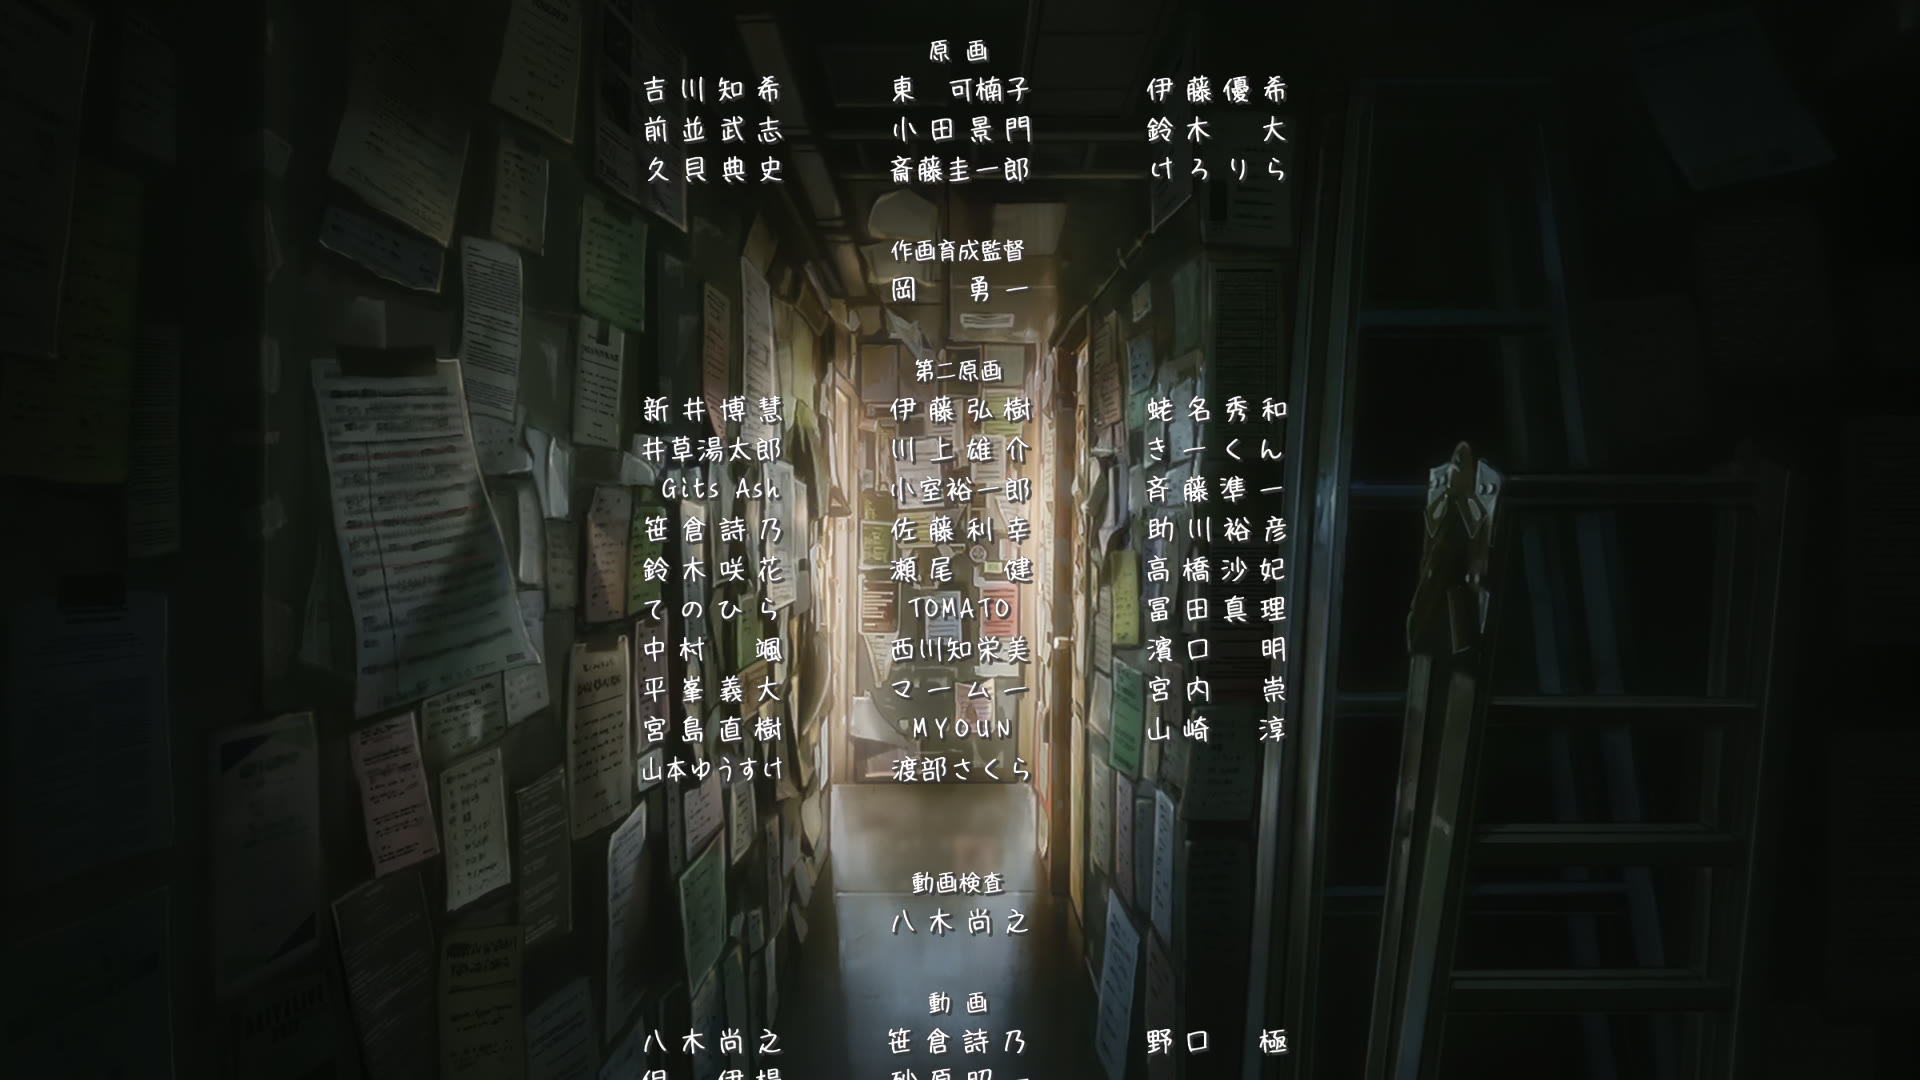 原画
吉川知希 東 可楠子 伊藤優希
前並武志 小田景門 鈴木 大
久貝典史 斎藤圭一郎 けろりら
作画育成監督
岡 勇一
第二原画
新井博慧 伊藤弘樹 蛯名秀和
井草湯太郎 川上雄介 きーくん
Gits Ash 小室裕一郎 斉藤準一
笹倉詩乃 佐藤利幸 助川裕彦
鈴木咲花 瀬尾 健 高橋沙妃
てのひら TOMATO 冨田真理
中村 颯 西川知栄美 濱口 明
平峯義大 マームー 宮内 崇
宮島直樹 MYOUN 山崎 淳
山本ゆうすけ 渡部さくら
動画検査
八木尚之
動画
八木尚之 笹倉詩乃 野口 極